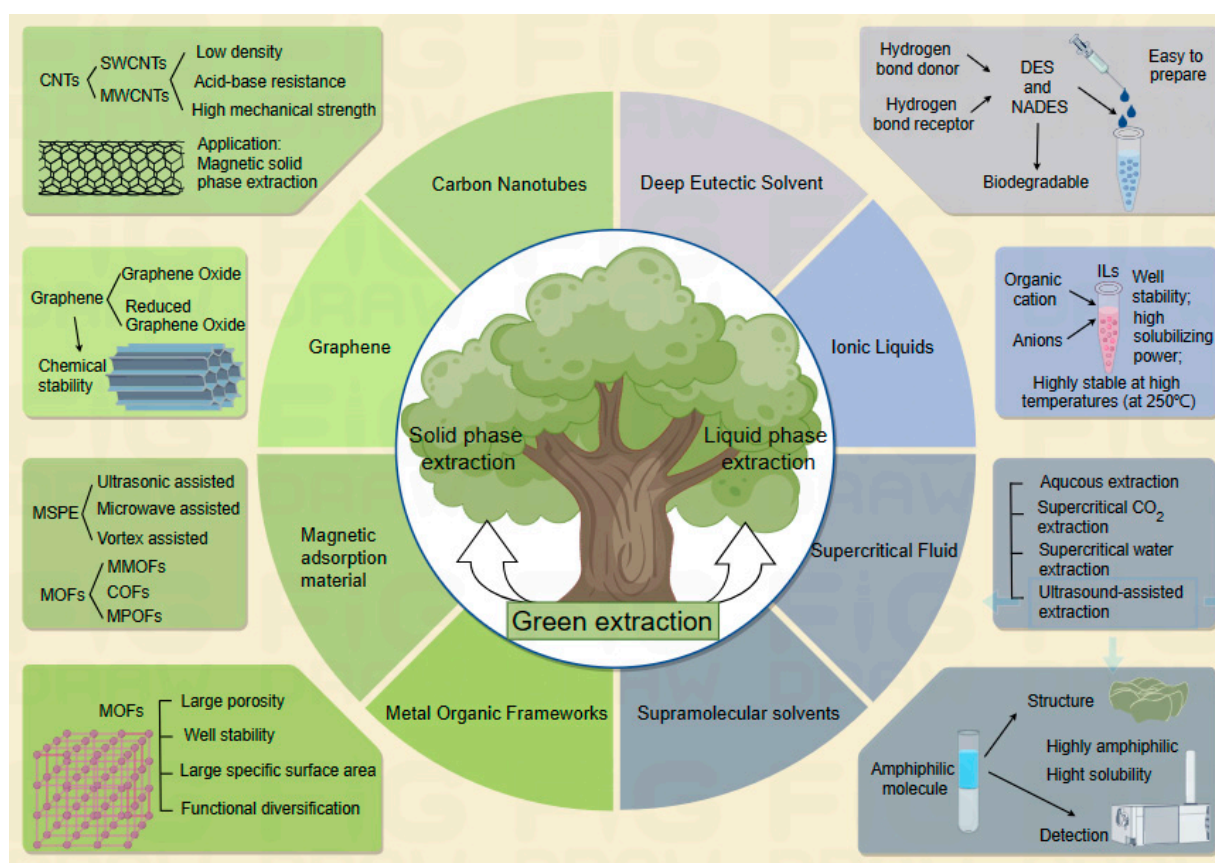 CNTs
SWCNTs
MWCNTs
Low density
Acid-base resistance
High mechanical strength
Application:
Magnetic solid
phase extraction
Hydrogen
bond donor
Hydrogen
bond receptor
DES
and
NADES
Easy to
prepare
Biodegradable
Carbon Nanotubes
Deep Eutectic Solvent
Graphene
Graphene Oxide
Reduced
Graphene Oxide
Chemical
stability
Graphene
Ionic Liquids
Organic
cation
Anions
ILs
Well
stability;
high
solubilizing
power;
Highly stable at high
temperatures (at 250℃)
Solid phase
extraction
Liquid phase
extraction
MSPE
Ultrasonic assisted
Microwave assisted
Vortex assisted
MOFs
MMOFs
COFs
MPOFs
Magnetic
adsorption
material
Supercritical Fluid
Aqucous extraction
Supercritical CO2
extraction
Supercritical water
extraction
Ultrasound-assisted
extraction
Green extraction
MOFs
Large porosity
Well stability
Large specific surface area
Functional diversification
Metal Organic Frameworks
Supramolecular solvents
Amphiphilic
molecule
Structure
Highly amphiphilic
Hight solubility
Detection